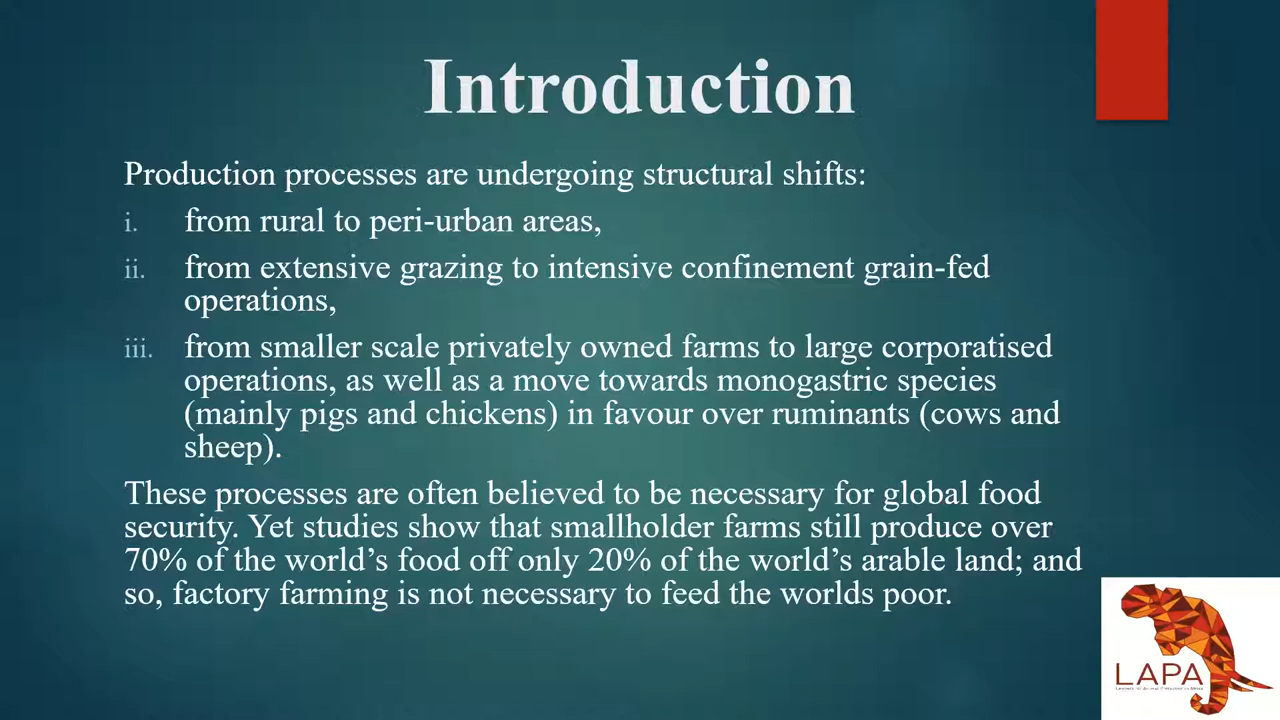 Introduction
Production processes are undergoing structural shifts:
i. from rural to peri-urban areas,
ii. from extensive grazing to intensive confinement grain-fed
operations,
iii. from smaller scale privately owned farms to large corporatised
operations, as well as a move towards monogastric species
(mainly pigs and chickens) in favour over ruminants (cows and
sheep).
These processes are often believed to be necessary for global food
security. Yet studies show that smallholder farms still produce over
70% of the world’s food off only 20% of the world’s arable land; and
so, factory farming is not necessary to feed the worlds poor.
LAPA